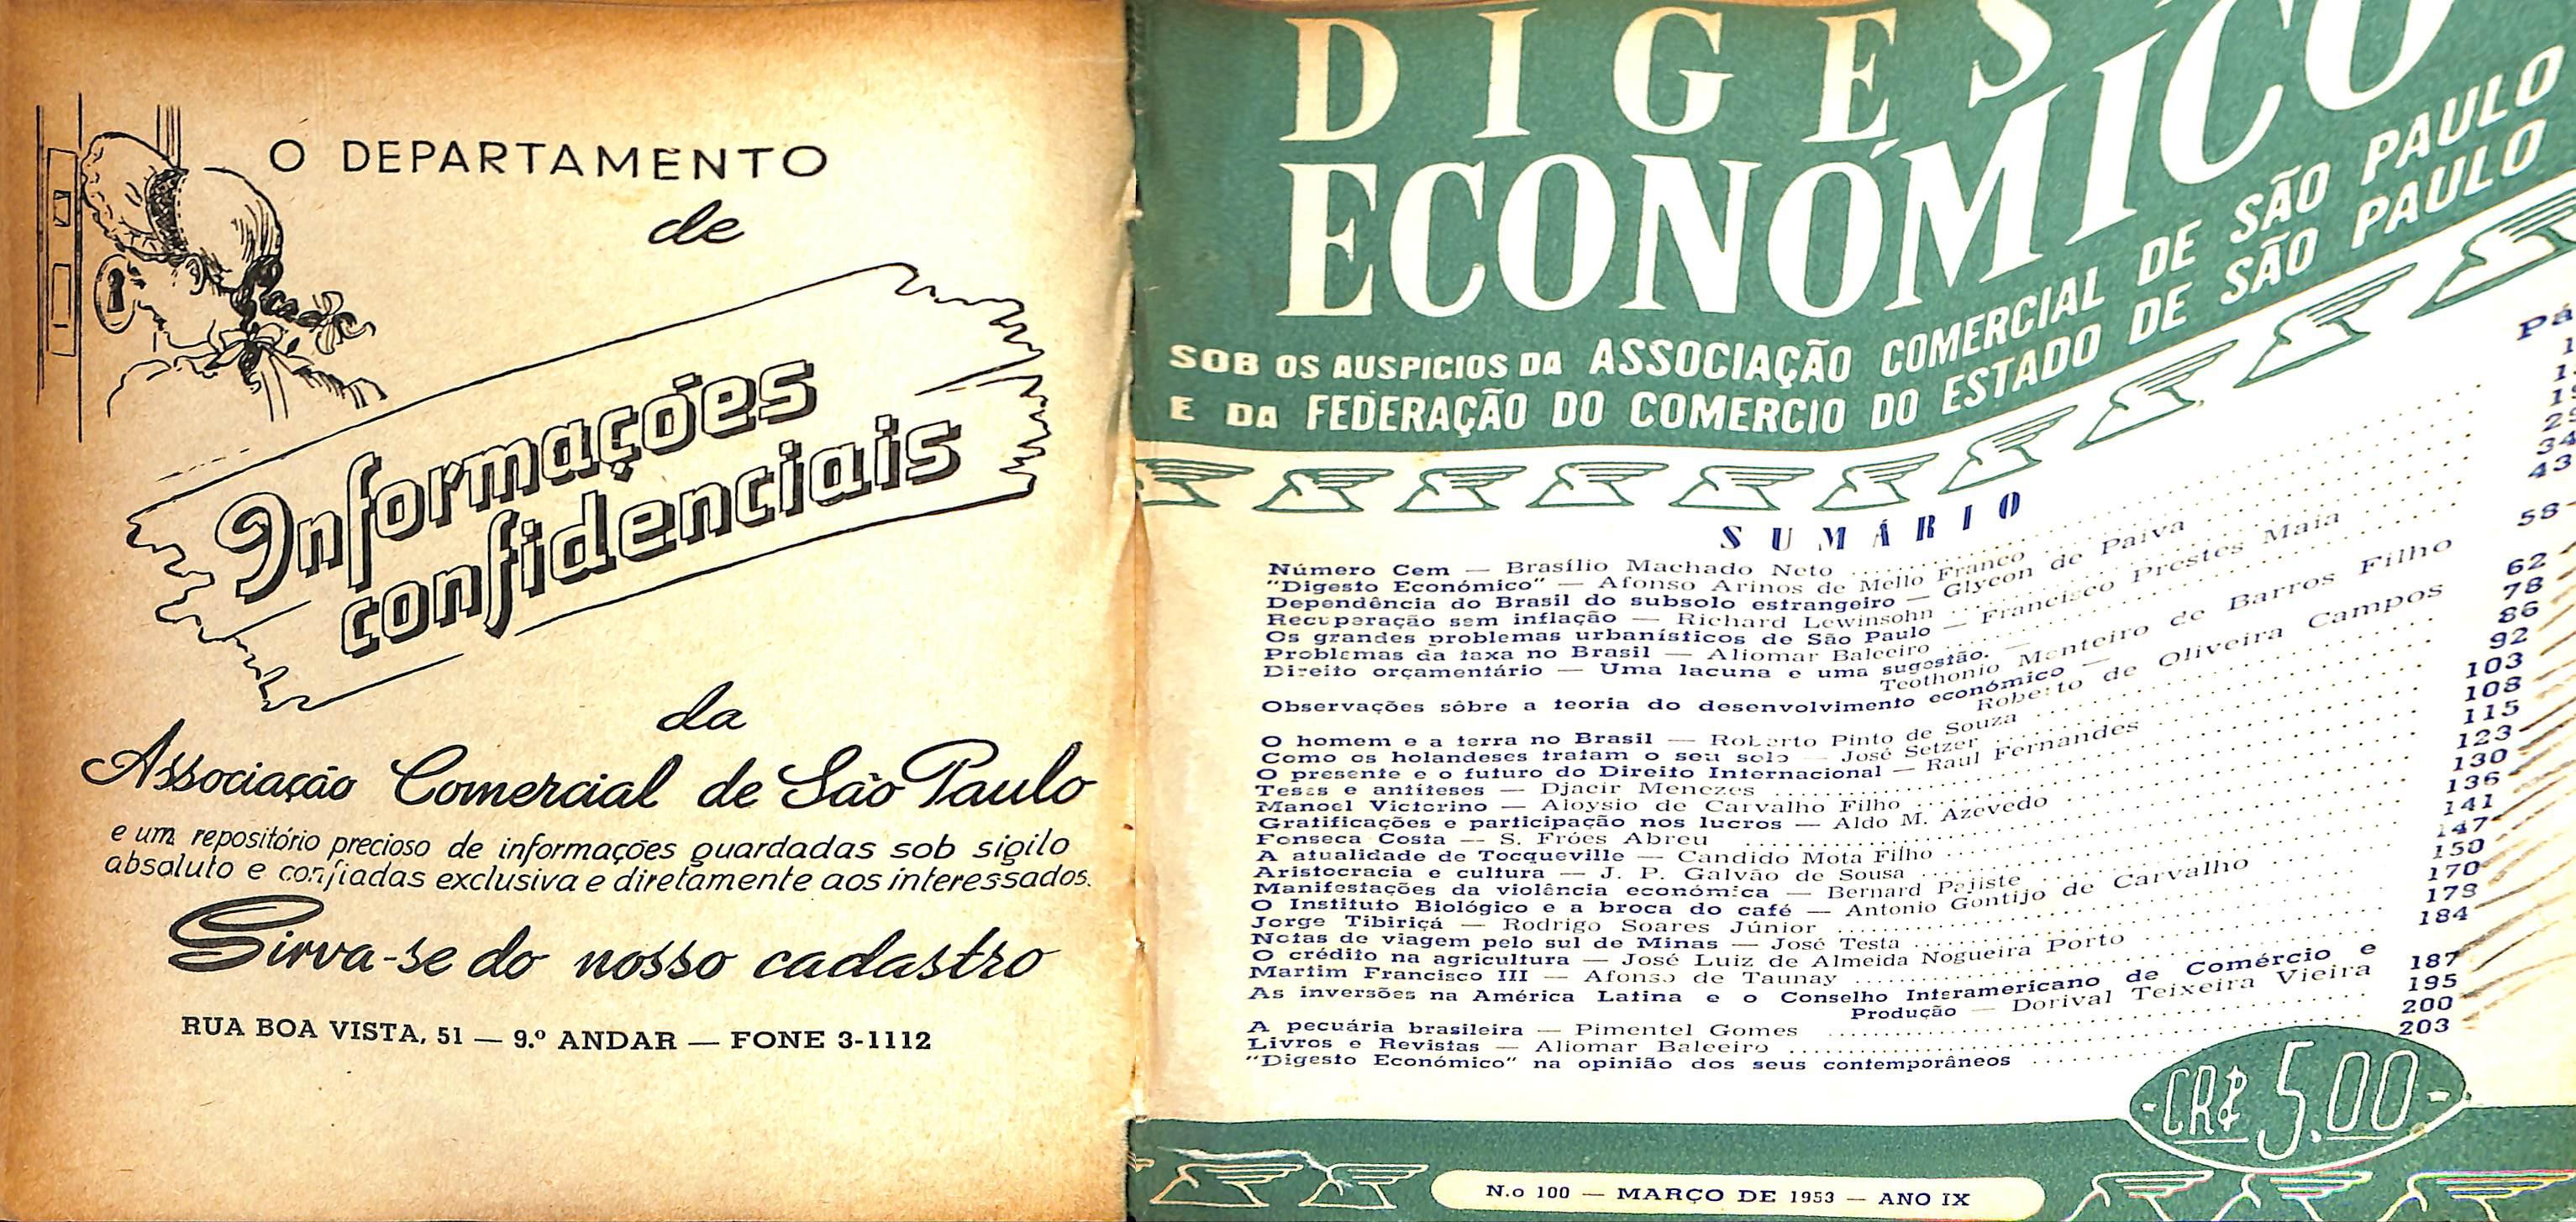 O DEPARTAMENTO
de
Informações
confidenciais
da
Associação Comercial de São Paulo
e um repositório precioso de informações guardadas sob sigilo
absoluto e confiadas exclusiva e diretamente aos interessados.
Sirva-se do nosso cadastro
RUA BOA VISTA, 51 — 9.º ANDAR — FONE 3-1112
DIGES
ECONÓMICO
SOB OS AUSPICIOS DA ASSOCIAÇÃO COMERCIAL DE SÃO PAULO
E DA FEDERAÇÃO DO COMERCIO DO ESTADO DE SÃO PAULO
SUMÁRIO
Número Cem — Brasílio Machado Neto
"Digesto Económico" — Afonso Arinos de Mello Franco
Dependência do Brasil do subsolo estrangeiro — Glycon de Paiva
Recuperação sem inflação — Richard Lewinsohn
Os grandes problemas urbanísticos de São Paulo — Francisco Prestes Maia 34
Problemas da taxa no Brasil — Aliomar Baleeiro 43
Direito orçamentário — Uma lacuna e uma sugestão. —
Teothonio Monteiro de Barros Filho 58
Observações sôbre a teoria do desenvolvimento económico —
Roberto de Oliveira Campos 62
O homem e a terra no Brasil — Roberto Pinto de Souza 78
Como os holandeses tratam o seu solo — José Setzer 86
O presente e o futuro do Direito Internacional — Raul Fernandes 92
Teses e antíteses — Djacir Menezes 103
Manoel Victorino — Aloysio de Carvalho Filho 108
Gratificações e participação nos lucros — Aldo M. Azevedo 115
Fonseca Costa — S. Fróes Abreu 123
A atualidade de Tocqueville — Candido Mota Filho 130
Aristocracia e cultura — J. P. Galvão de Sousa 136
Manifestações da violência económica — Bernard Pajiste 141
O Instituto Biológico e a broca do café — Antonio Gontijo de Carvalho 147
Jorge Tibiriçá — Rodrigo Soares Júnior 150
Notas de viagem pelo sul de Minas — José Testa 170
O crédito na agricultura — José Luiz de Almeida Nogueira Porto 178
Martim Francisco III — Afonso de Taunay 184
As inversões na América Latina e o Conselho Interamericano de Comércio e
Produção — Dorival Teixeira Vieira 187
A pecuária brasileira — Pimentel Gomes 195
Livros e Revistas — Aliomar Baleeiro 200
"Digesto Económico" na opinião dos seus contemporâneos 203
-CR$ 5,00-
N.o 100 — MARÇO DE 1953 — ANO IX